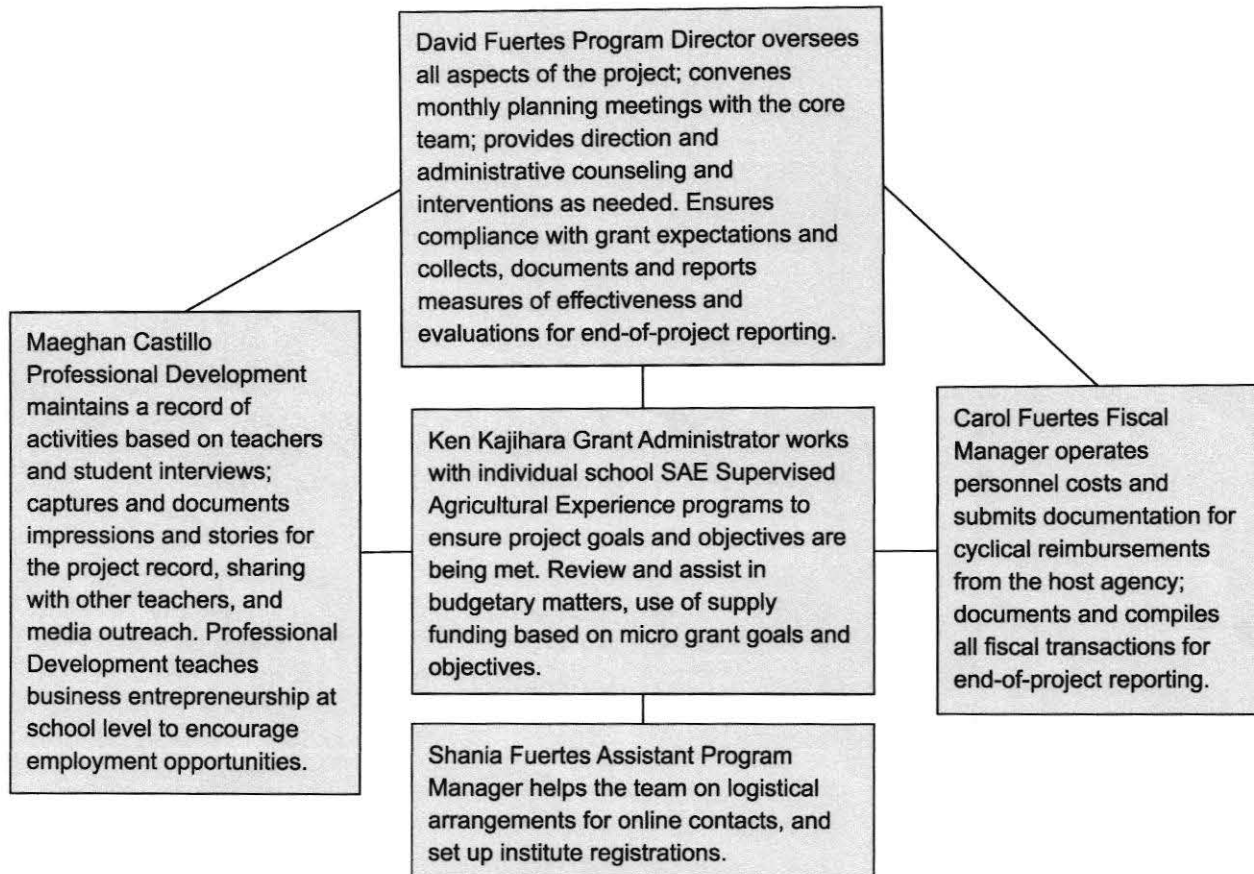 David Fuertes Program Director oversees
all aspects of the project; convenes
monthly planning meetings with the core
team; provides direction and
administrative counseling and
interventions as needed. Ensures
compliance with grant expectations and
collects, documents and reports
measures of effectiveness and
evaluations for end-of-project reporting.
Maeghan Castillo
Professional Development
maintains a record of
activities based on teachers
and student interviews;
captures and documents
impressions and stories for
the project record, sharing
with other teachers, and
media outreach. Professional
Development teaches
business entrepreneurship at
school level to encourage
employment opportunities.
Ken Kajihara Grant Administrator works
with individual school SAE Supervised
Agricultural Experience programs to
ensure project goals and objectives are
being met. Review and assist in
budgetary matters, use of supply
funding based on micro grant goals and
objectives.
Carol Fuertes Fiscal
Manager operates
personnel costs and
submits documentation for
cyclical reimbursements
from the host agency;
documents and compiles
all fiscal transactions for
end-of-project reporting.
Shania Fuertes Assistant Program
Manager helps the team on logistical
arrangements for online contacts, and
set up institute registrations.